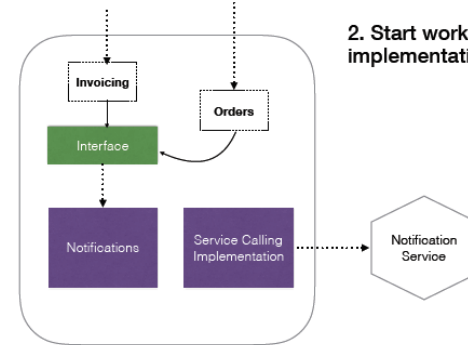 2. Start work
implementati
Invoicing
Orders
Interface
Notifications
Service Calling
Implementation
Notification
Service